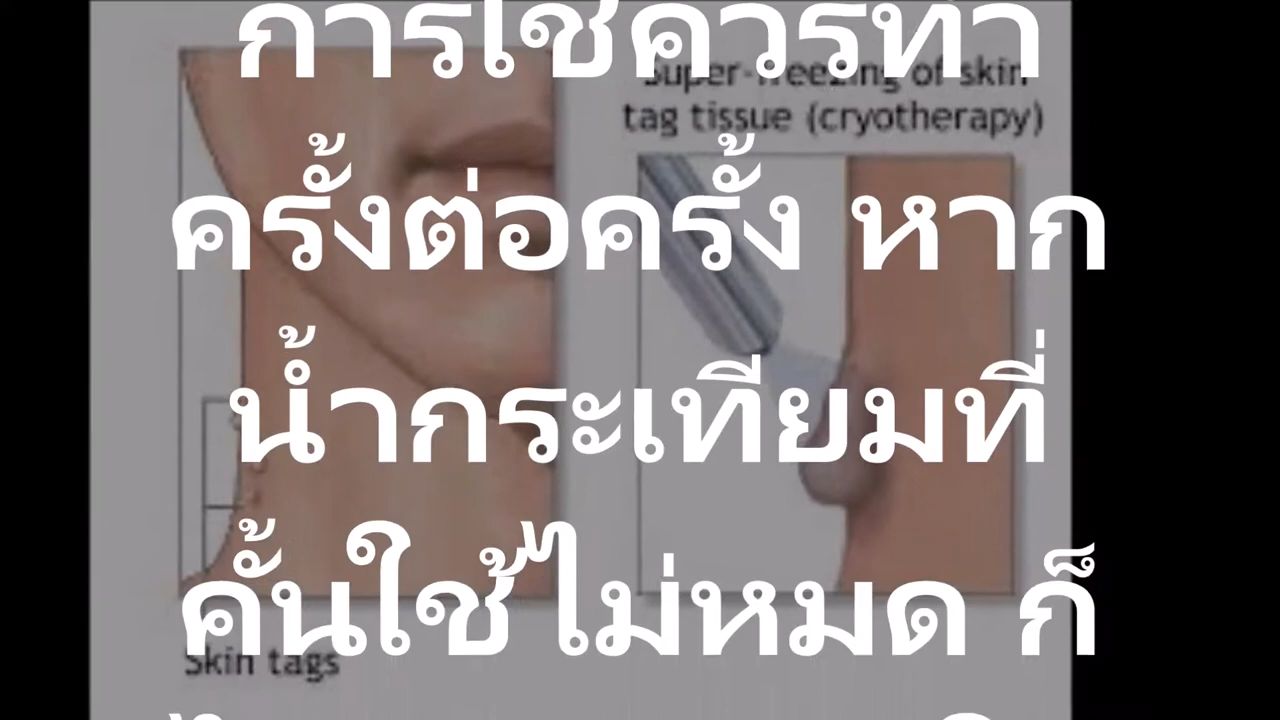 การใช้ควรทำ
Super-freezing of skin
tag tissue (cryotherapy)
ครั้งต่อครั้ง หาก
น้ำกระเทียมที่
คั้นใช้ไม่หมด ก็
Skin tags